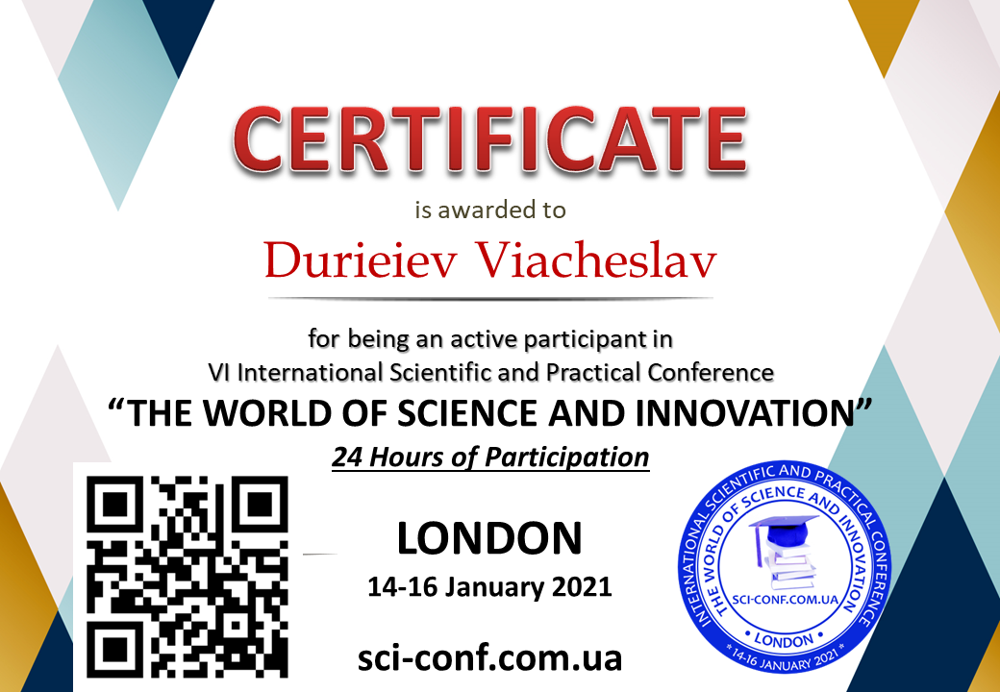 CERTIFICATE
is awarded to
Durieiev Viacheslav
for being an active participant in
VI International Scientific and Practical Conference
“THE WORLD OF SCIENCE AND INNOVATION”
24 Hours of Participation
LONDON
14-16 January 2021
sci-conf.com.ua
INTERNATIONAL SCIENTIFIC AND PRACTICAL CONFERENCE
THE WORLD OF SCIENCE AND INNOVATION
SCI-CONF.COM.UA
• LONDON •
* 14-16 JANUARY 2021 *